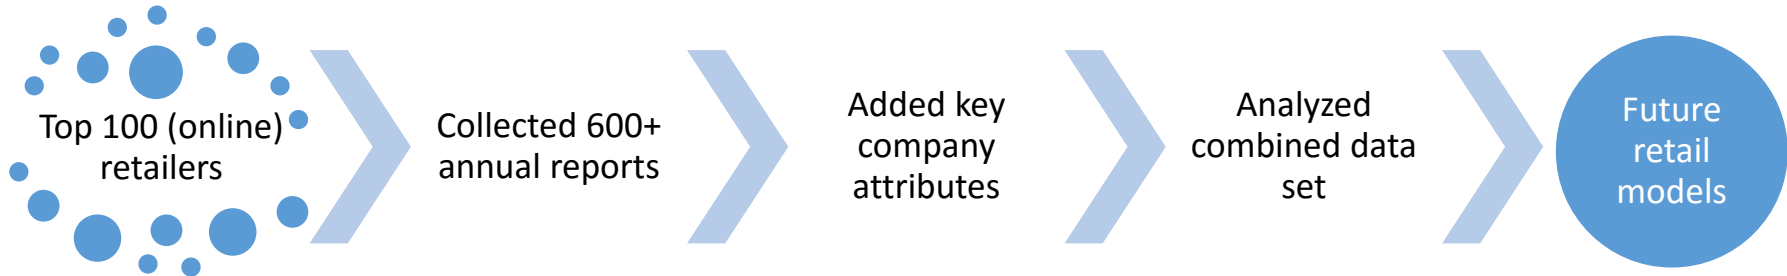 Top 100 (online)
retailers
Collected 600+
annual reports
Added key
company
attributes
Analyzed
combined data
set
Future
retail
models